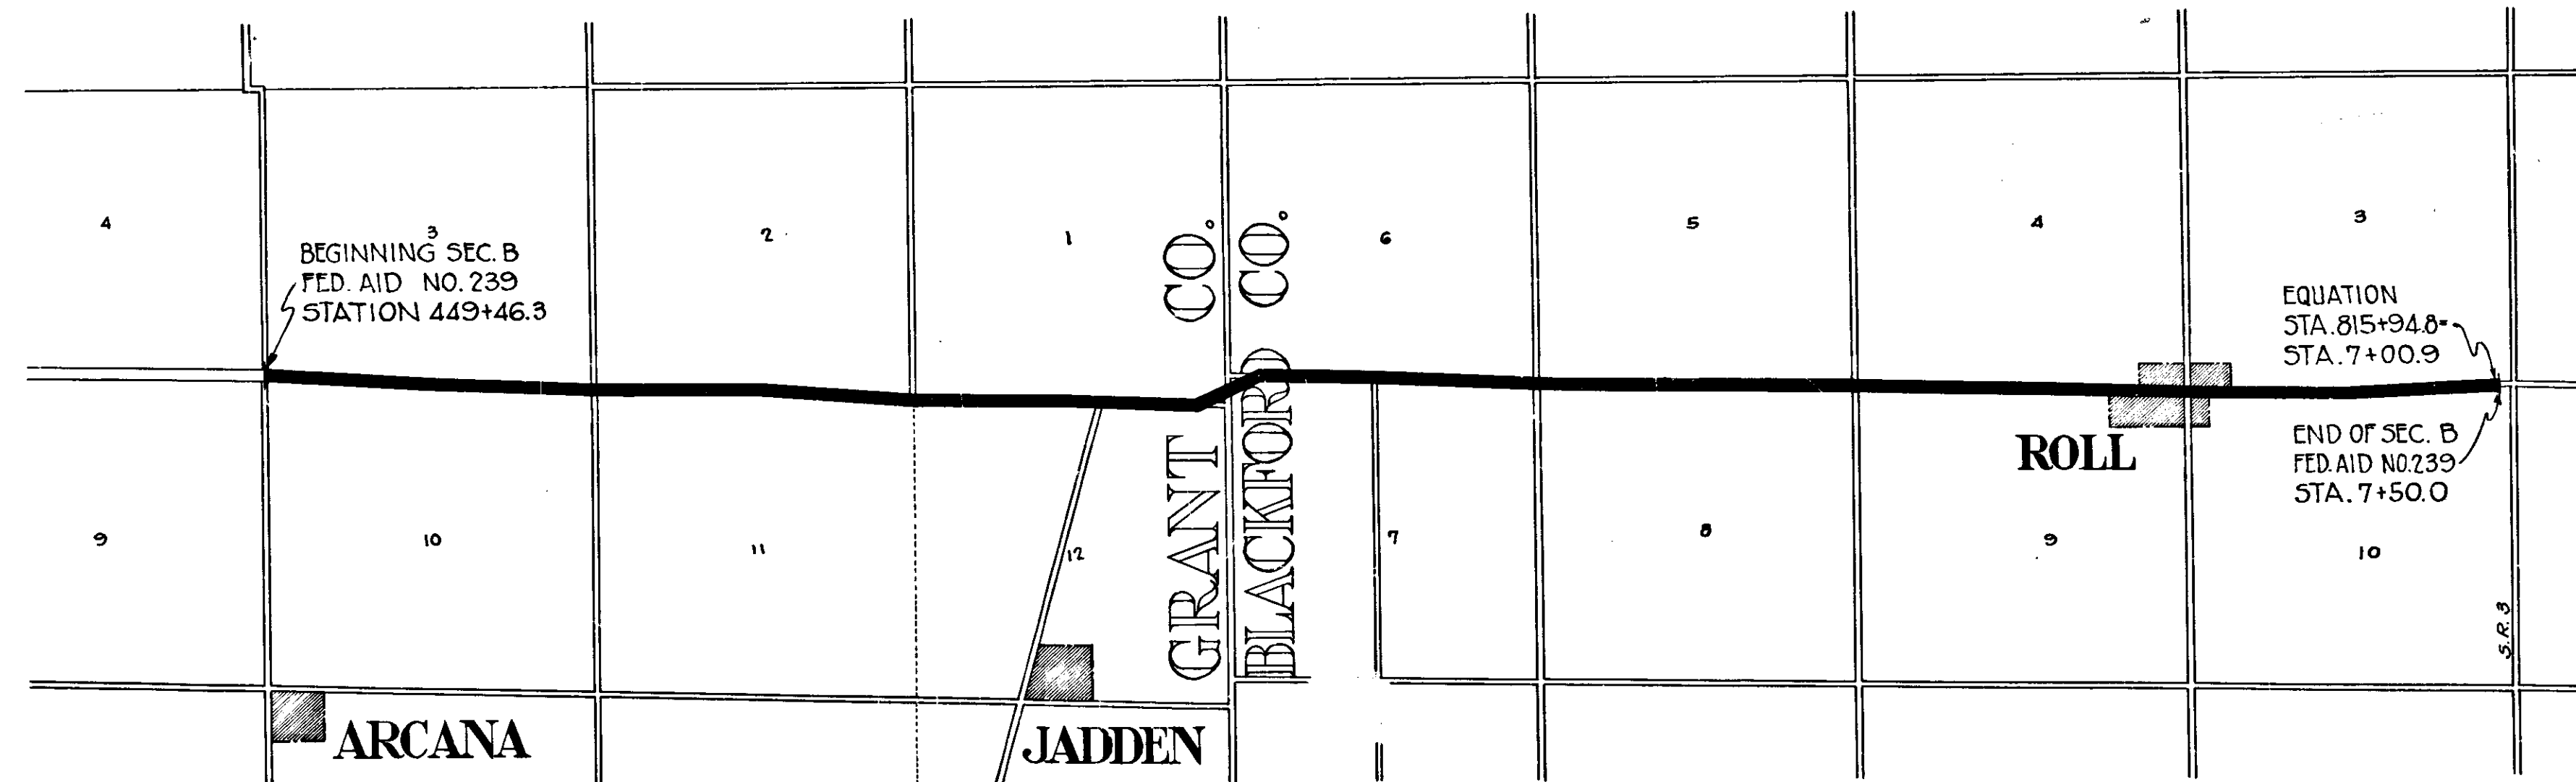 4
3
2
1
6
5
4
3
BEGINNING SEC. B
FED. AID NO. 239
STATION 449+46.3
GRANT CO.
BLACKFORD CO.
EQUATION
STA. 815+94.8=
STA. 7+00.9
ROLL
END OF SEC. B
FED. AID NO. 239
STA. 7+50.0
9
10
11
12
7
8
9
10
S.R. 3
ARCANA
JADDEN